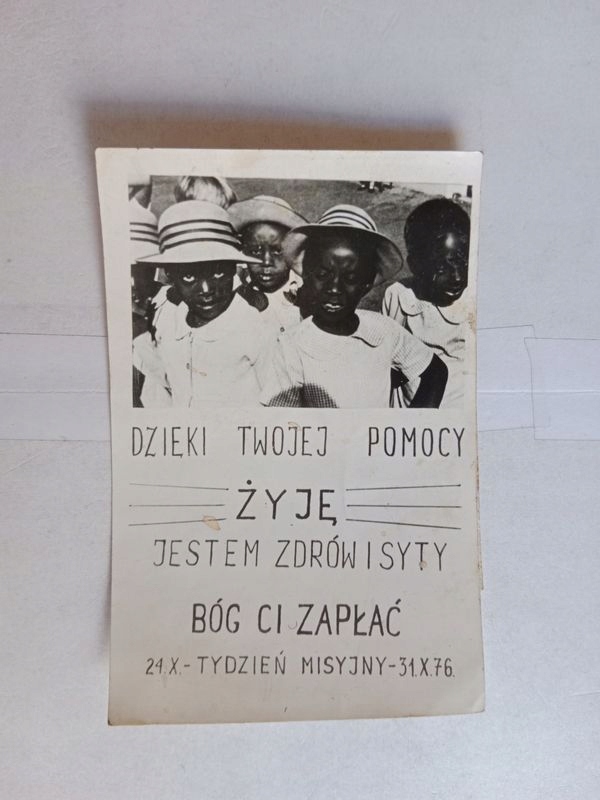 DZIĘKI TWOJEJ POMOCY
ŻYJĘ
JESTEM ZDRÓW I SYTY
BÓG CI ZAPŁAĆ
24.X.-TYDZIEŃ MISYJNY-31.X.76.